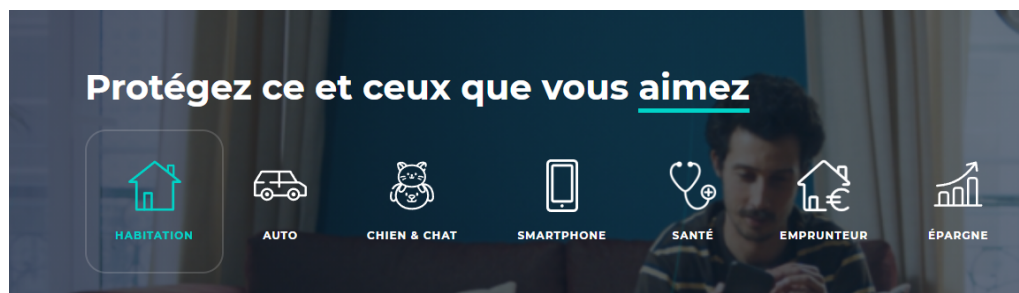 Protégez ce et ceux que vous aimez
HABITATION AUTO CHIEN & CHAT SMARTPHONE SANTÉ EMPRUNTEUR ÉPARGNE